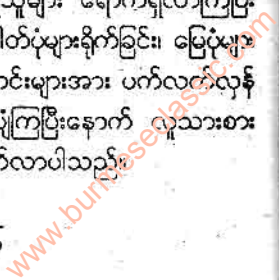 သူများ ရောက်ရှိလာကြပြီး
ဓါတ်ပုံများရိုက်ခြင်း၊ မြေပုံများ
င်းများအား ပက်လက်လှန်
ုံကြပြီးနောက် လူသားစား
လာပါသည်။
www.burmeseclassic.com